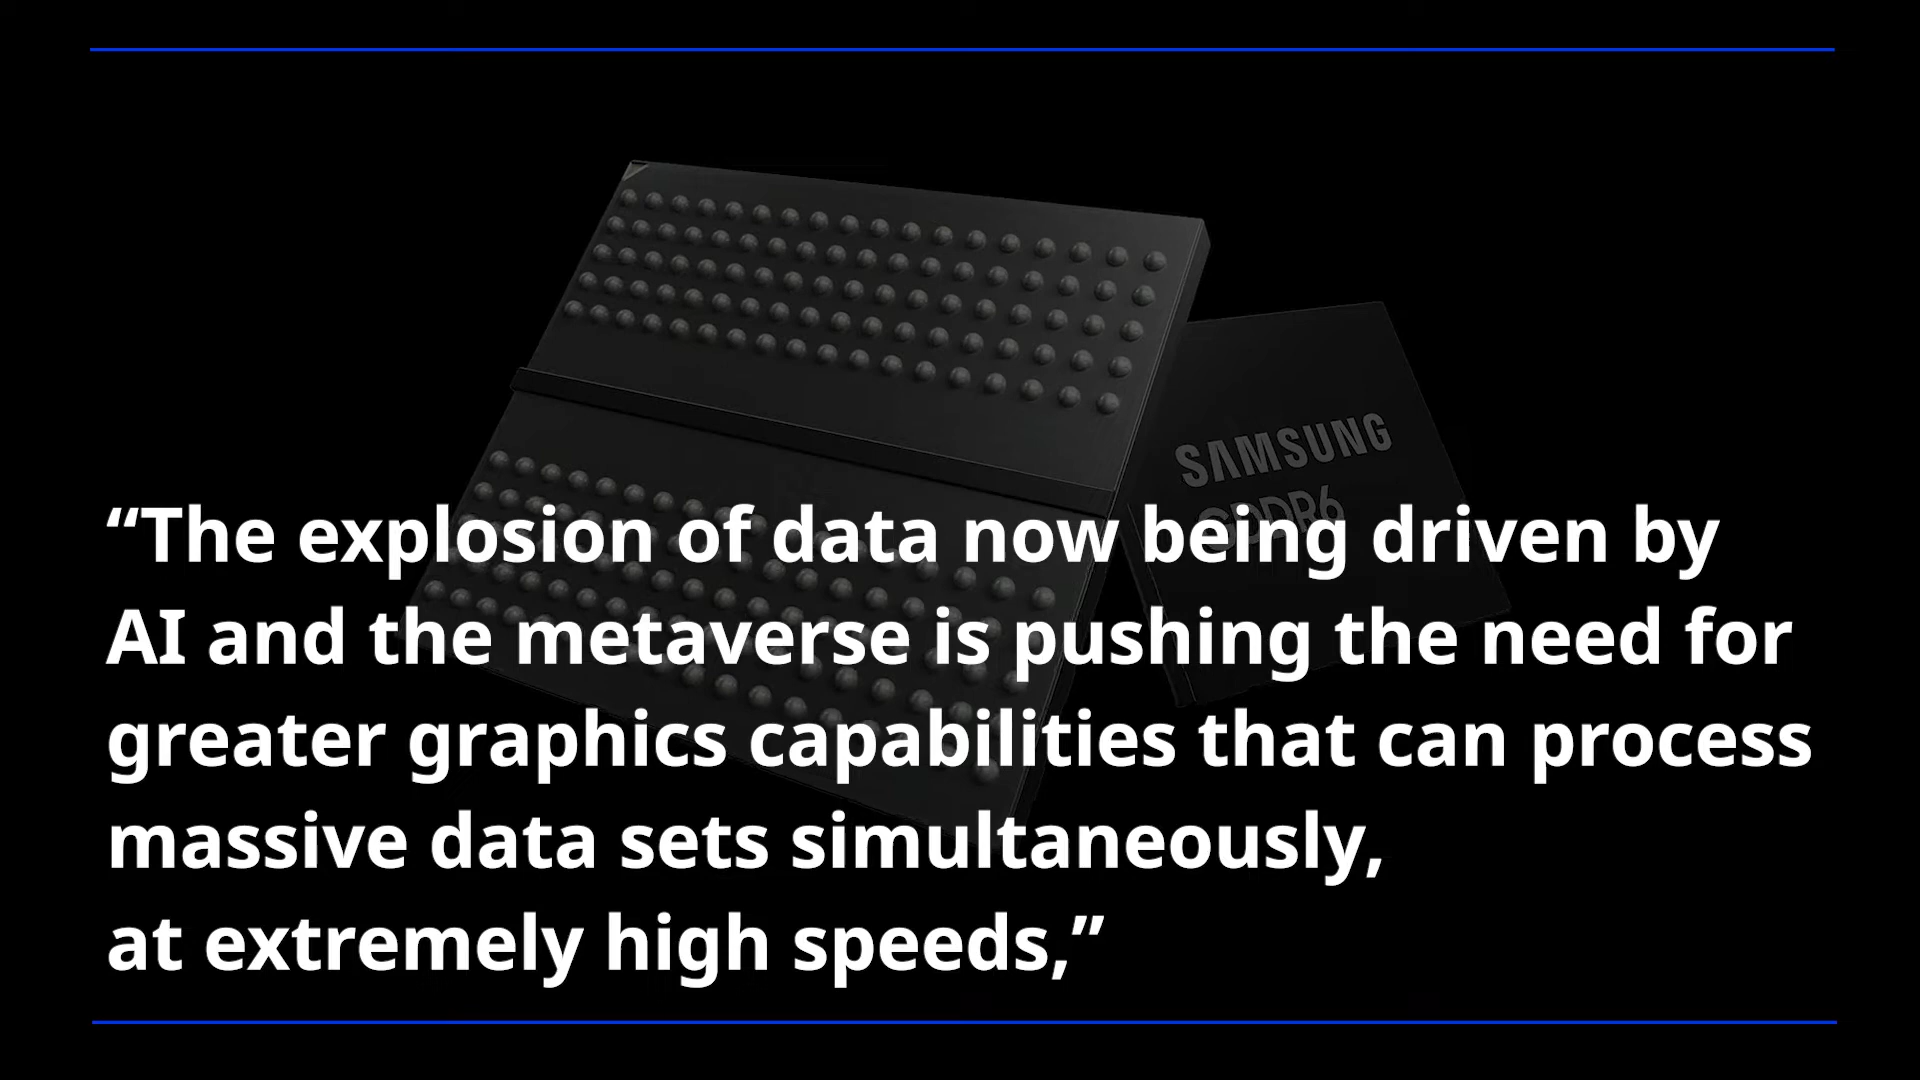 SAMSUNG
GDDR6
“The explosion of data now being driven by
AI and the metaverse is pushing the need for
greater graphics capabilities that can process
massive data sets simultaneously,
at extremely high speeds,”